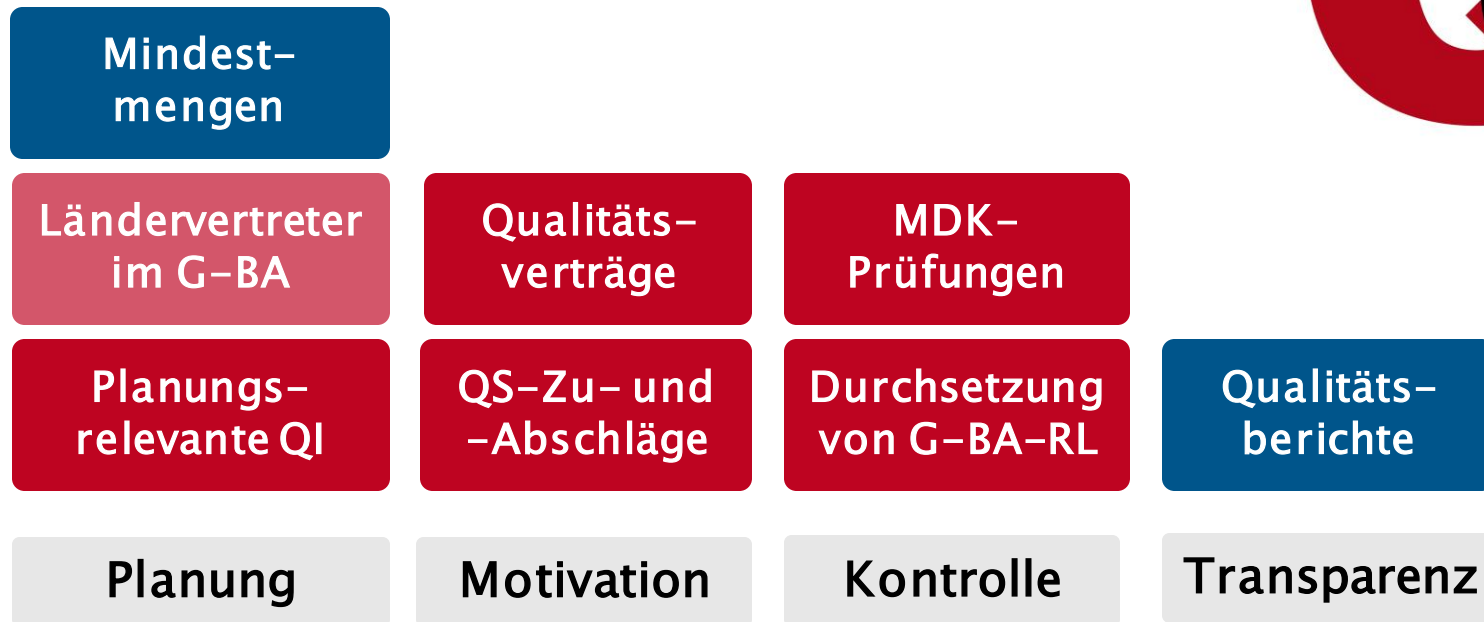 Mindest–
mengen
Ländervertreter
im G–BA
Qualitäts–
verträge
MDK–
Prüfungen
Planungs–
relevante QI
QS–Zu– und
–Abschläge
Durchsetzung
von G–BA–RL
Qualitäts–
berichte
Planung
Motivation
Kontrolle
Transparenz